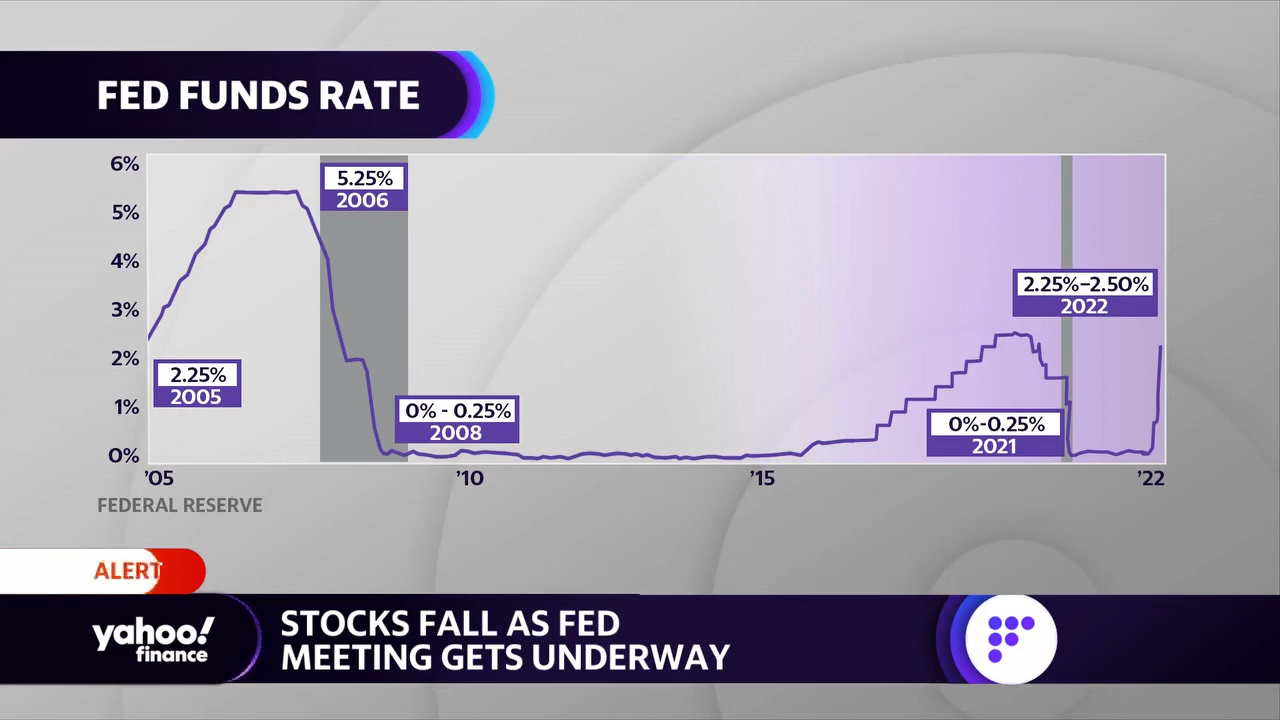 FED FUNDS RATE
6%
5%
4%
3%
2%
1%
0%
5.25%
2006
2.25%
2005
0% - 0.25%
2008
2.25%–2.50%
2022
0%-0.25%
2021
’05
’10
’15
’22
FEDERAL RESERVE
ALERT
yahoo!
finance
STOCKS FALL AS FED
MEETING GETS UNDERWAY